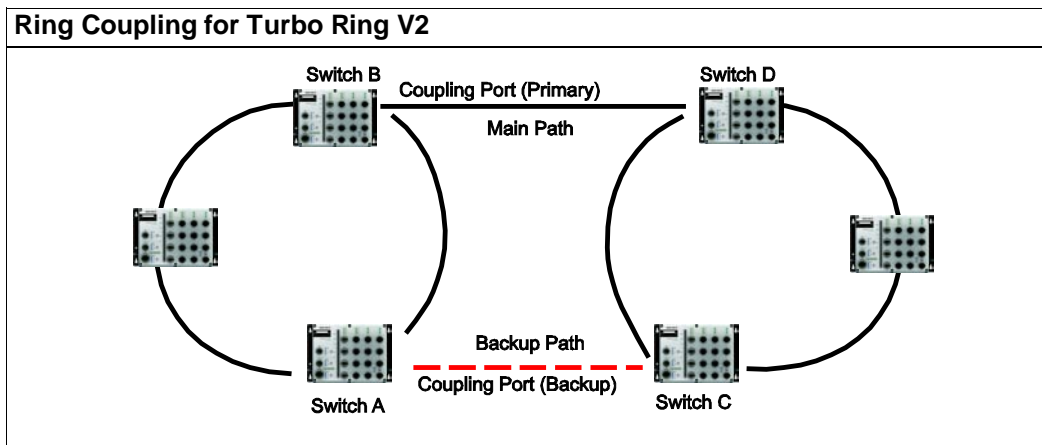 Ring Coupling for Turbo Ring V2
Switch B
Coupling Port (Primary)
Switch D
Main Path
Backup Path
Coupling Port (Backup)
Switch A
Switch C